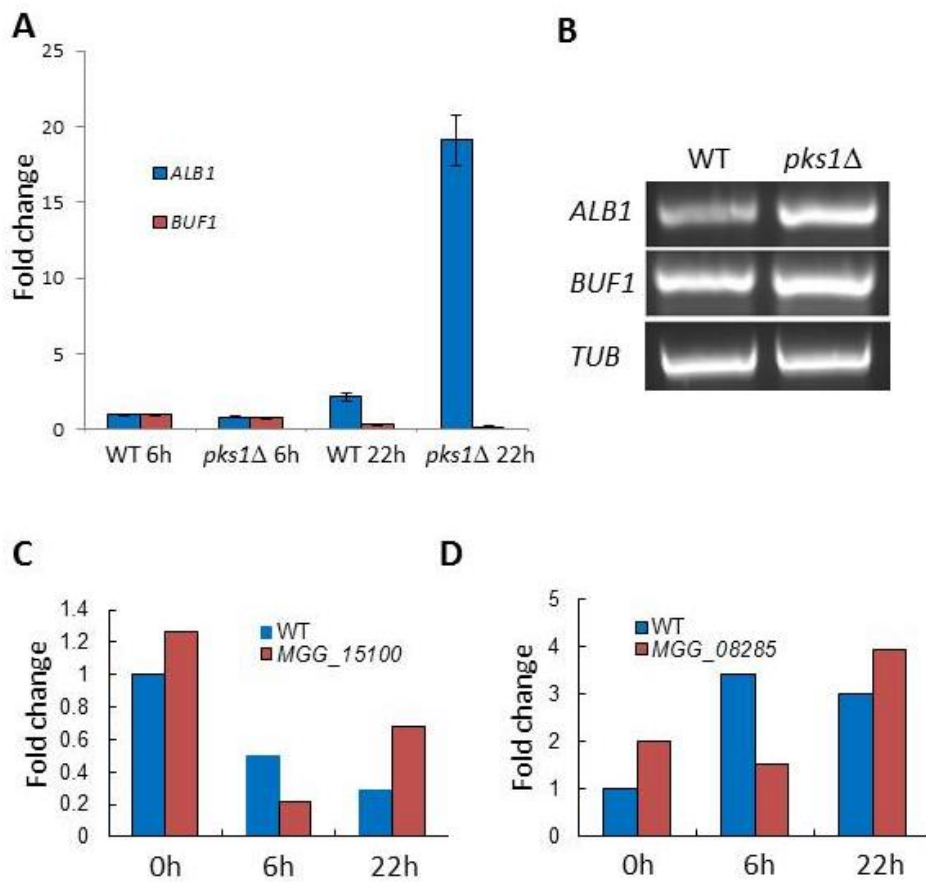 A
Fold change
25
20
15
10
5
0
ALB1
BUF1
WT 6h pks1Δ 6h WT 22h pks1Δ 22h
B
WT pks1Δ
ALB1
BUF1
TUB
C
Fold change
1.4
1.2
1
0.8
0.6
0.4
0.2
0
WT
MGG_15100
0h 6h 22h
D
Fold change
5
4
3
2
1
0
WT
MGG_08285
0h 6h 22h